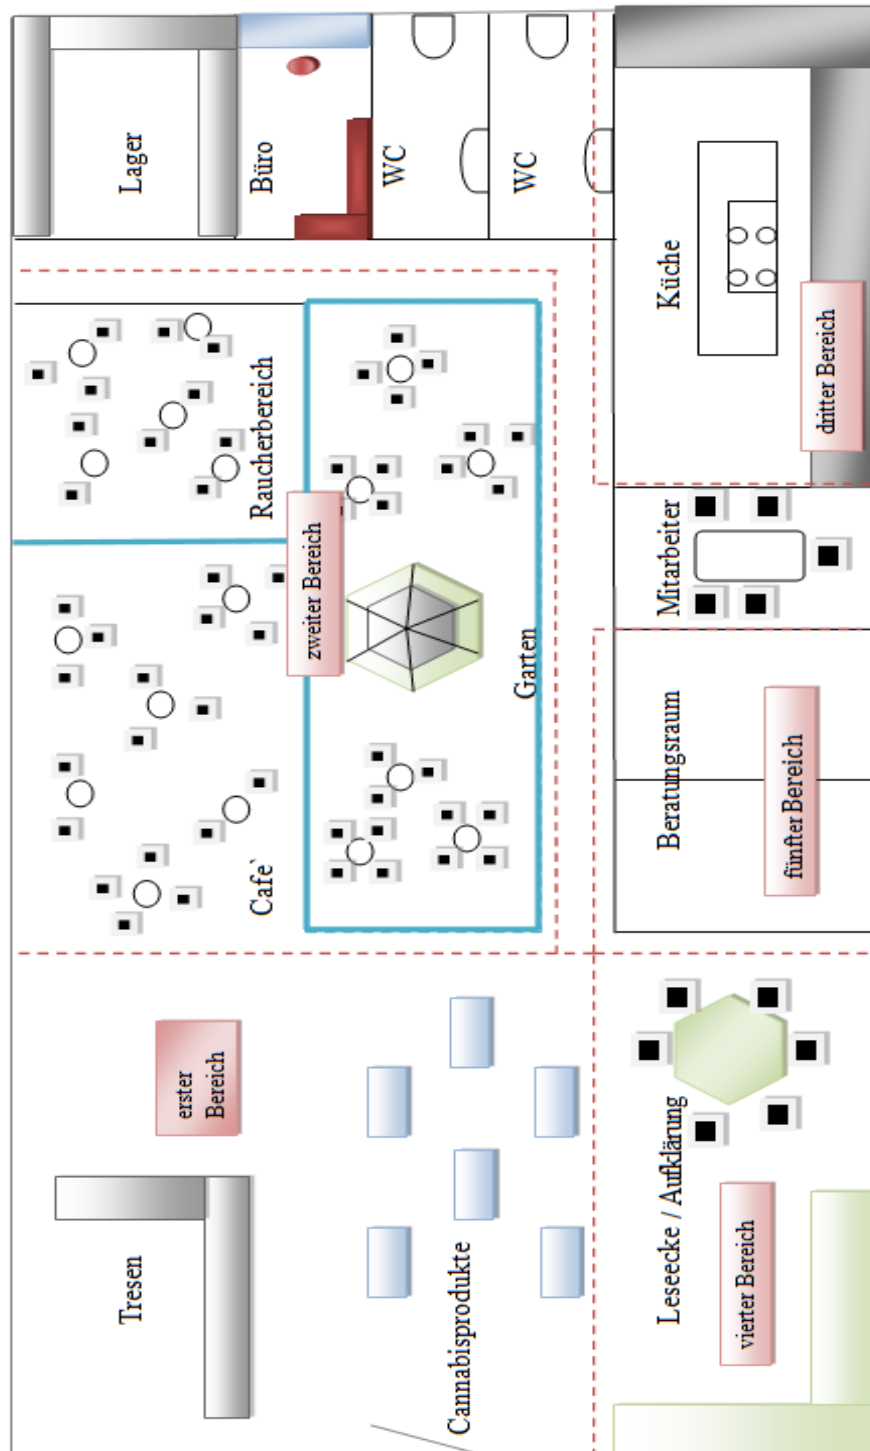 Lager
Büro
WC
WC
Küche
dritter Bereich
Raucherbereich
zweiter Bereich
Mitarbeiter
Garten
Beratungsraum
fünfter Bereich
Cafe`
erster
Bereich
Tresen
Cannabisprodukte
Leseecke / Aufklärung
vierter Bereich